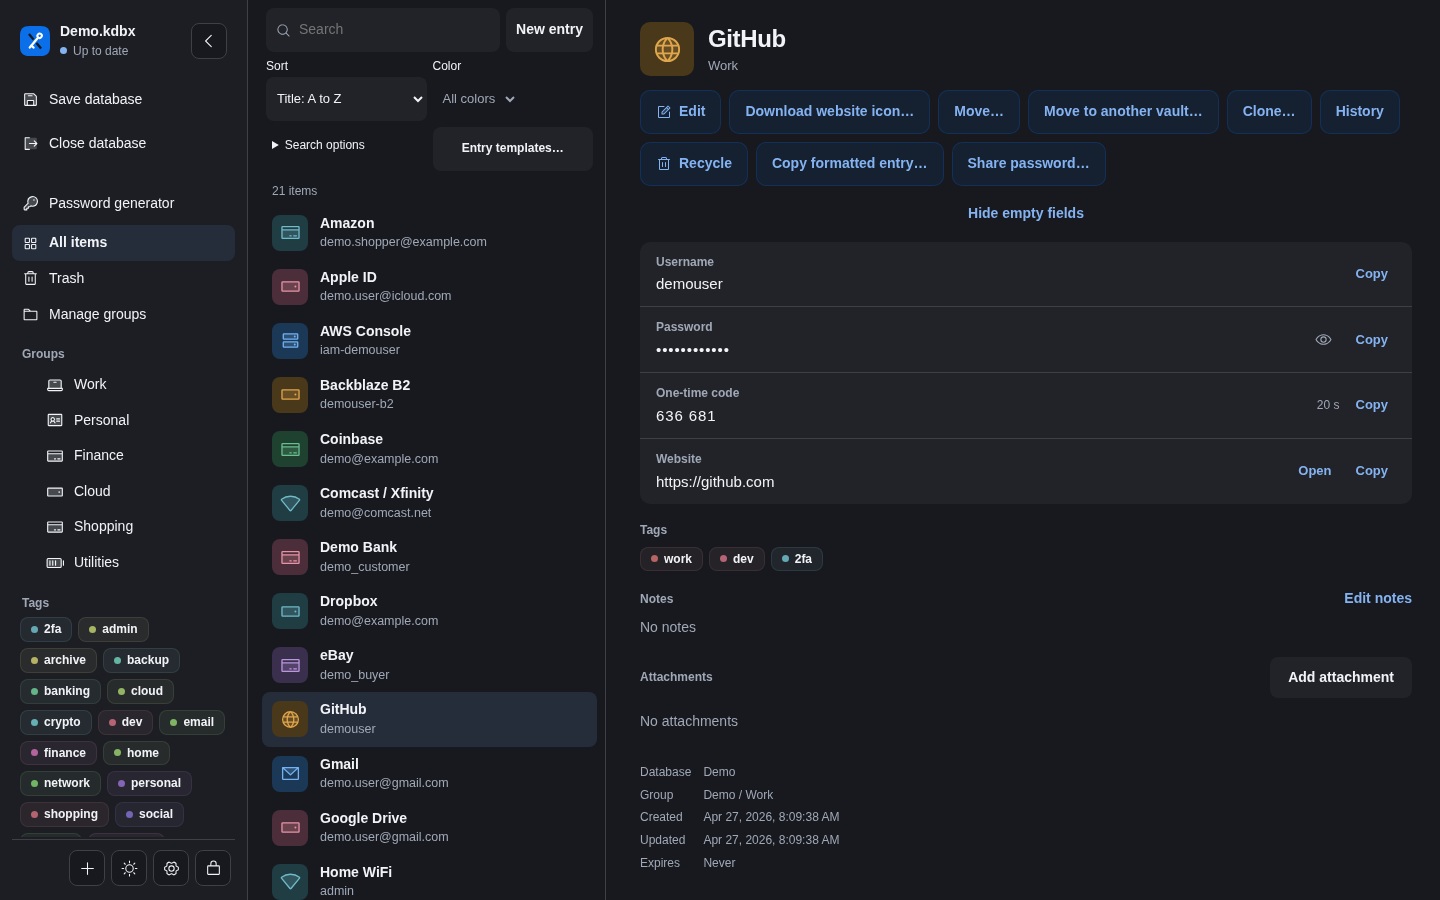 Demo.kdbx
Up to date
Save database
Close database
Password generator
All items
Trash
Manage groups
Groups
Work
Personal
Finance
Cloud
Shopping
Utilities
Tags
2fa admin
archive backup
banking cloud
crypto dev email
finance home
network personal
shopping social
Search New entry
Sort Color
Title: A to Z All colors
Search options Entry templates…
21 items
Amazon
demo.shopper@example.com
Apple ID
demo.user@icloud.com
AWS Console
iam-demouser
Backblaze B2
demouser-b2
Coinbase
demo@example.com
Comcast / Xfinity
demo@comcast.net
Demo Bank
demo_customer
Dropbox
demo@example.com
eBay
demo_buyer
GitHub
demouser
Gmail
demo.user@gmail.com
Google Drive
demo.user@gmail.com
Home WiFi
admin
GitHub
Work
Edit Download website icon… Move… Move to another vault… Clone… History
Recycle Copy formatted entry… Share password…
Hide empty fields
Username
demouser Copy
Password
•••••••••••• Copy
One-time code
636 681 20 s Copy
Website
https://github.com Open Copy
Tags
work dev 2fa
Notes Edit notes
No notes
Attachments Add attachment
No attachments
Database Demo
Group Demo / Work
Created Apr 27, 2026, 8:09:38 AM
Updated Apr 27, 2026, 8:09:38 AM
Expires Never